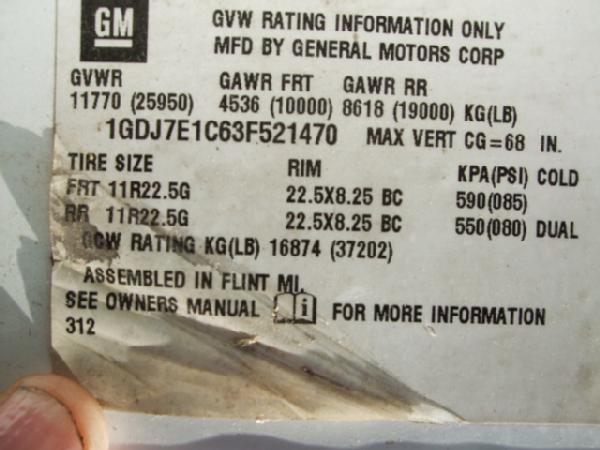 GM
GVW RATING INFORMATION ONLY
MFD BY GENERAL MOTORS CORP
GVWR GAWR FRT GAWR RR
11770 (25950) 4536 (10000) 8618 (19000) KG(LB)
1GDJ7E1C63F521470 MAX VERT CG=68 IN.
TIRE SIZE RIM KPA(PSI) COLD
FRT 11R22.5G 22.5X8.25 BC 590(085)
RR 11R22.5G 22.5X8.25 BC 550(080) DUAL
GCW RATING KG(LB) 16874 (37202)
ASSEMBLED IN FLINT MI.
SEE OWNERS MANUAL i FOR MORE INFORMATION
312